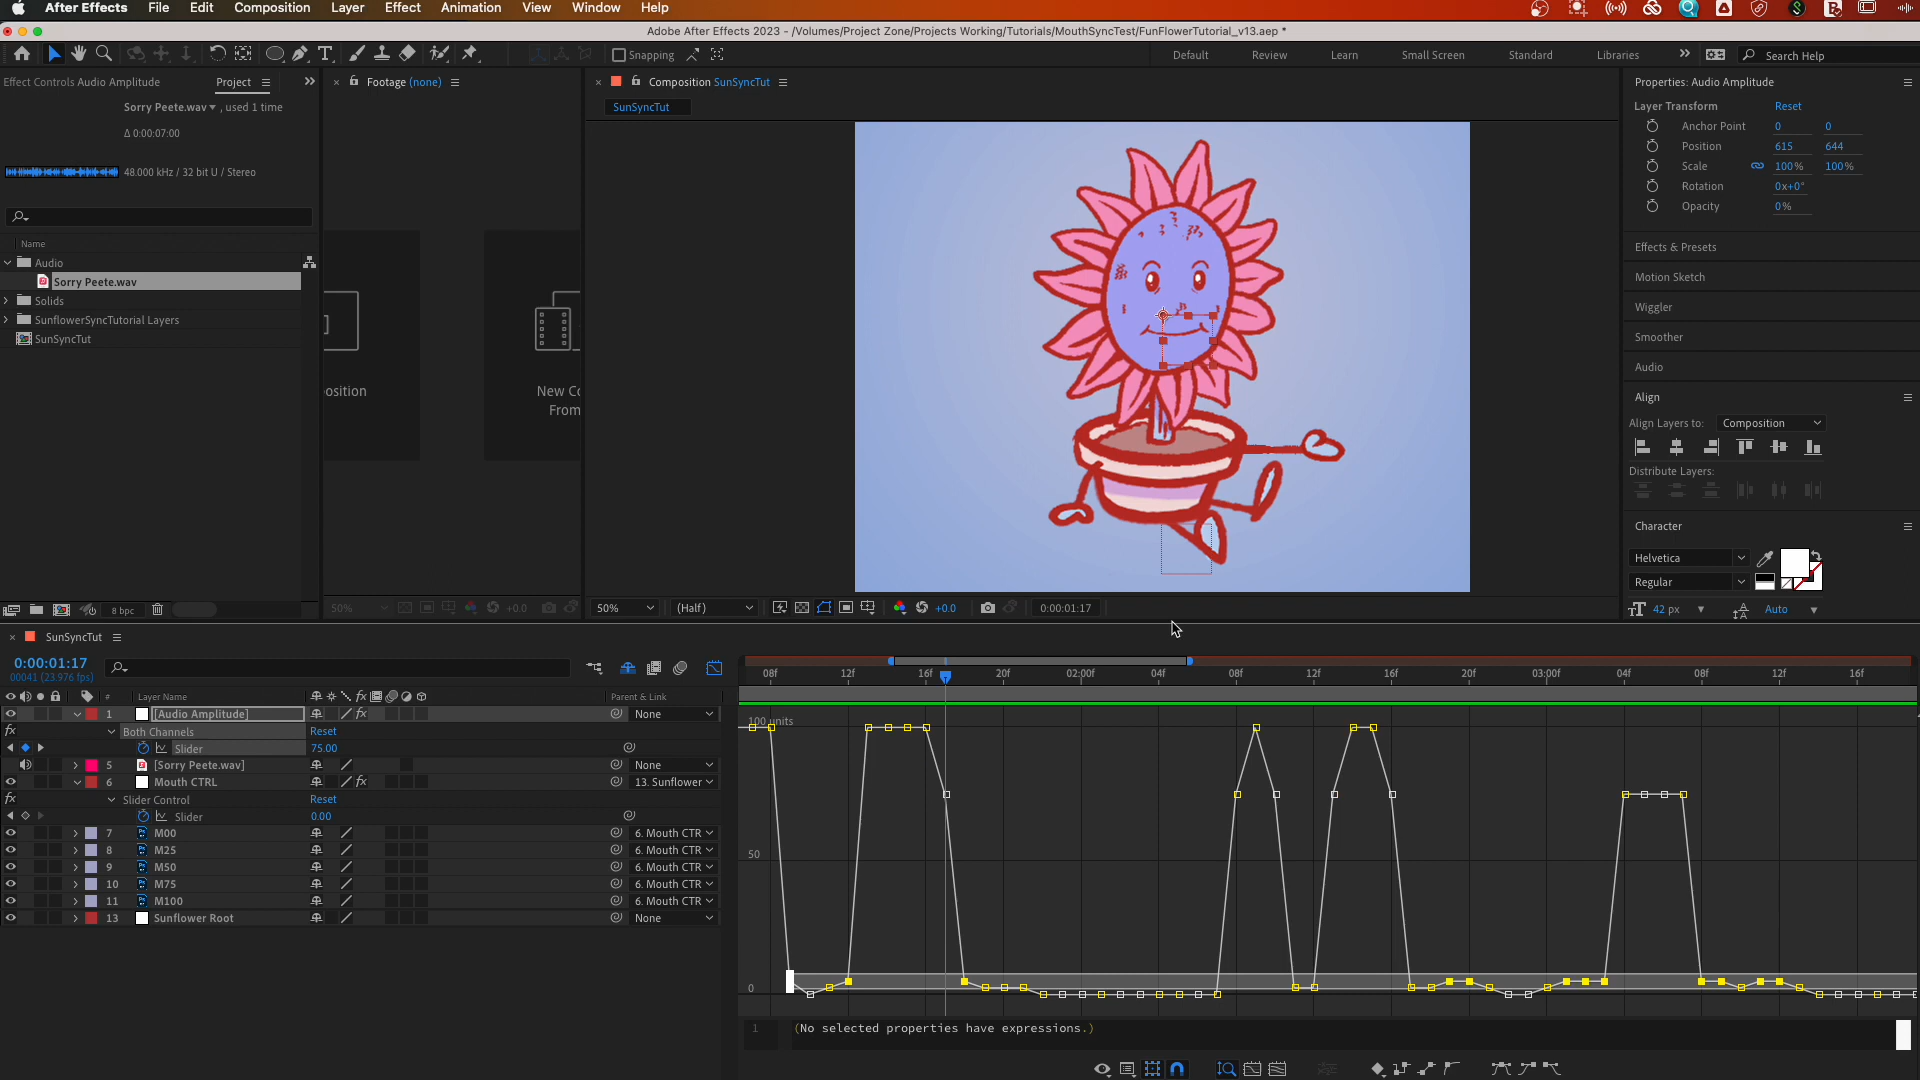 After Effects File Edit Composition Layer Effect Animation View Window Help
Adobe After Effects 2023 - /Volumes/Project Zone/Projects Working/Tutorials/MouthSyncTest/FunFlowerTutorial_v13.aep *
Snapping
Default Review Learn Small Screen Standard Libraries
Search Help
Effect Controls Audio Amplitude Project
Footage (none)
Composition SunSyncTut
SunSyncTut
Sorry Peete.wav , used 1 time
Δ 0:00:07:00
48.000 kHz / 32 bit U / Stereo
Name
Audio
Sorry Peete.wav
Solids
SunflowerSyncTutorial Layers
SunSyncTut
osition
New Co
From
8 bpc
50% +0.0
50% (Half) +0.0 0:00:01:17
Properties: Audio Amplitude
Layer Transform Reset
Anchor Point 0 0
Position 615 644
Scale 100% 100%
Rotation 0x+0°
Opacity 0%
Effects & Presets
Motion Sketch
Wiggler
Smoother
Audio
Align
Align Layers to: Composition
Distribute Layers:
Character
Helvetica
Regular
42 px Auto
SunSyncTut
0:00:01:17
00041 (23.976 fps)
# Layer Name Parent & Link
1 [Audio Amplitude] None
Both Channels Reset
Slider 75.00
5 [Sorry Peete.wav] None
6 Mouth CTRL 13. Sunflower
Slider Control Reset
Slider 0.00
7 M00 6. Mouth CTR
8 M25 6. Mouth CTR
9 M50 6. Mouth CTR
10 M75 6. Mouth CTR
11 M100 6. Mouth CTR
13 Sunflower Root None
08f 12f 16f 20f 02:00f 04f 08f 12f 16f 20f 03:00f 04f 08f 12f 16f
100 units
50
0
1 (No selected properties have expressions.)